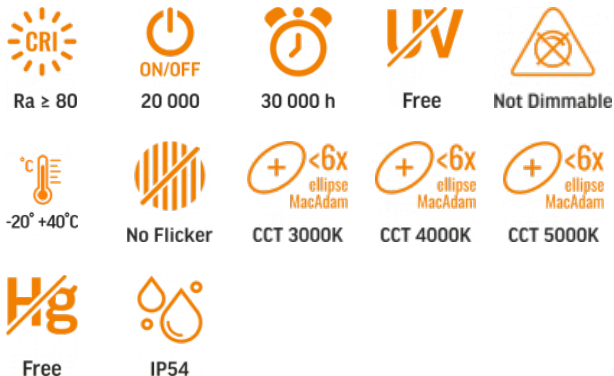 CRI
ON/OFF
UV
Ra ≥ 80
20 000
30 000 h
Free
Not Dimmable
°C
<6x
ellipse
MacAdam
<6x
ellipse
MacAdam
<6x
ellipse
MacAdam
-20° +40°C
No Flicker
CCT 3000K
CCT 4000K
CCT 5000K
Hg
Free
IP54